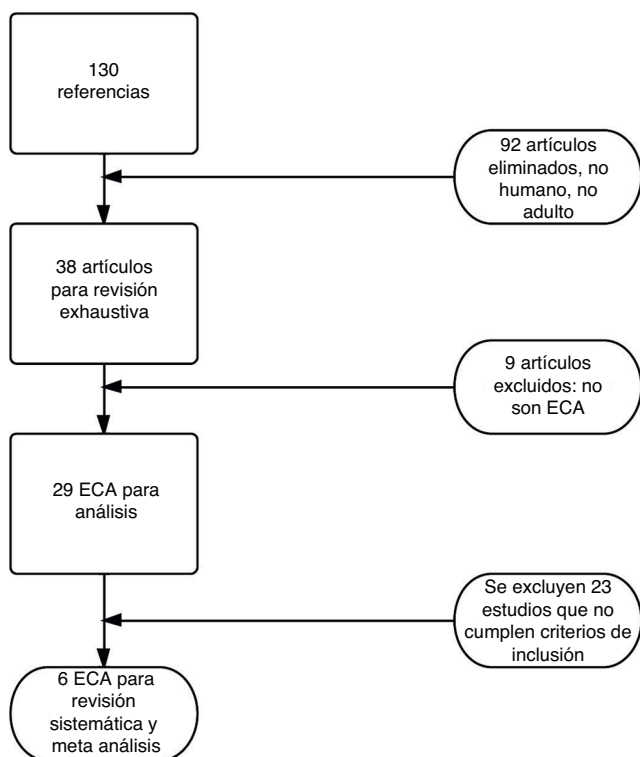 130
referencias
92 artículos
eliminados, no
humano, no
adulto
38 artículos
para revisión
exhaustiva
9 artículos
excluidos: no
son ECA
29 ECA para
análisis
Se excluyen 23
estudios que no
cumplen criterios de
inclusión
6 ECA para
revisión
sistemática y
meta análisis